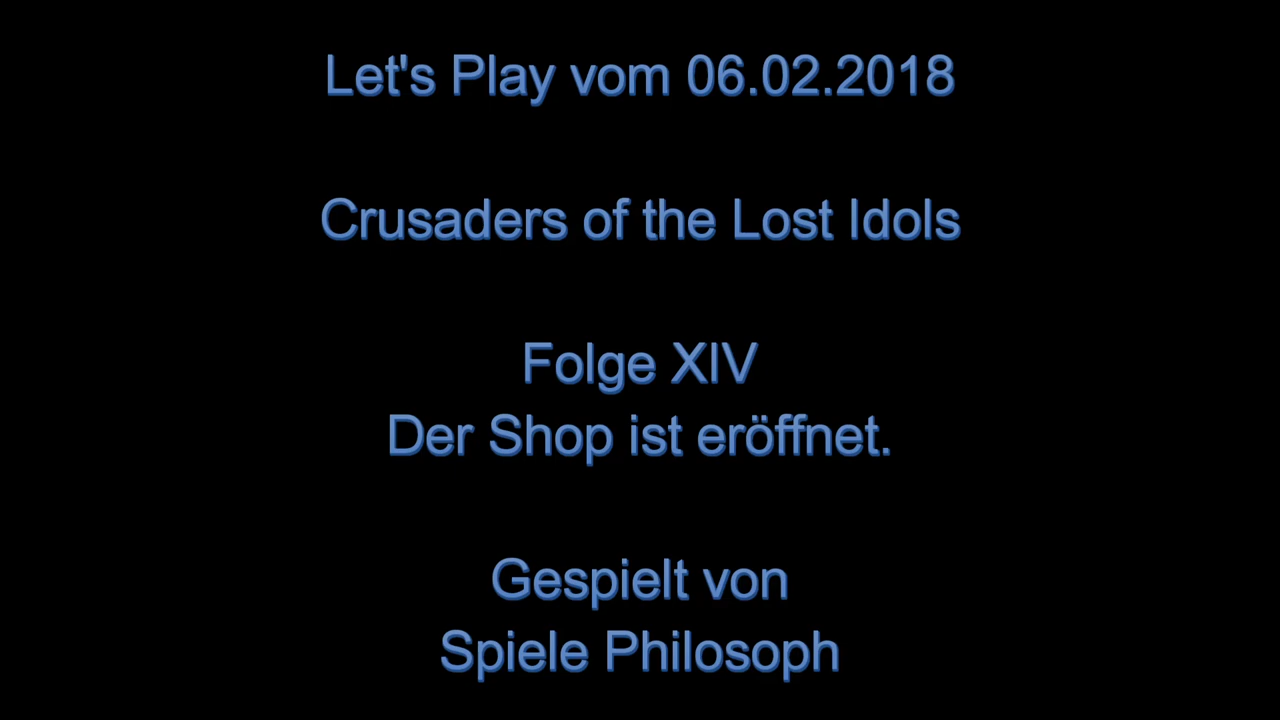 Let's Play vom 06.02.2018
Crusaders of the Lost Idols
Folge XIV
Der Shop ist eröffnet.
Gespielt von
Spiele Philosoph